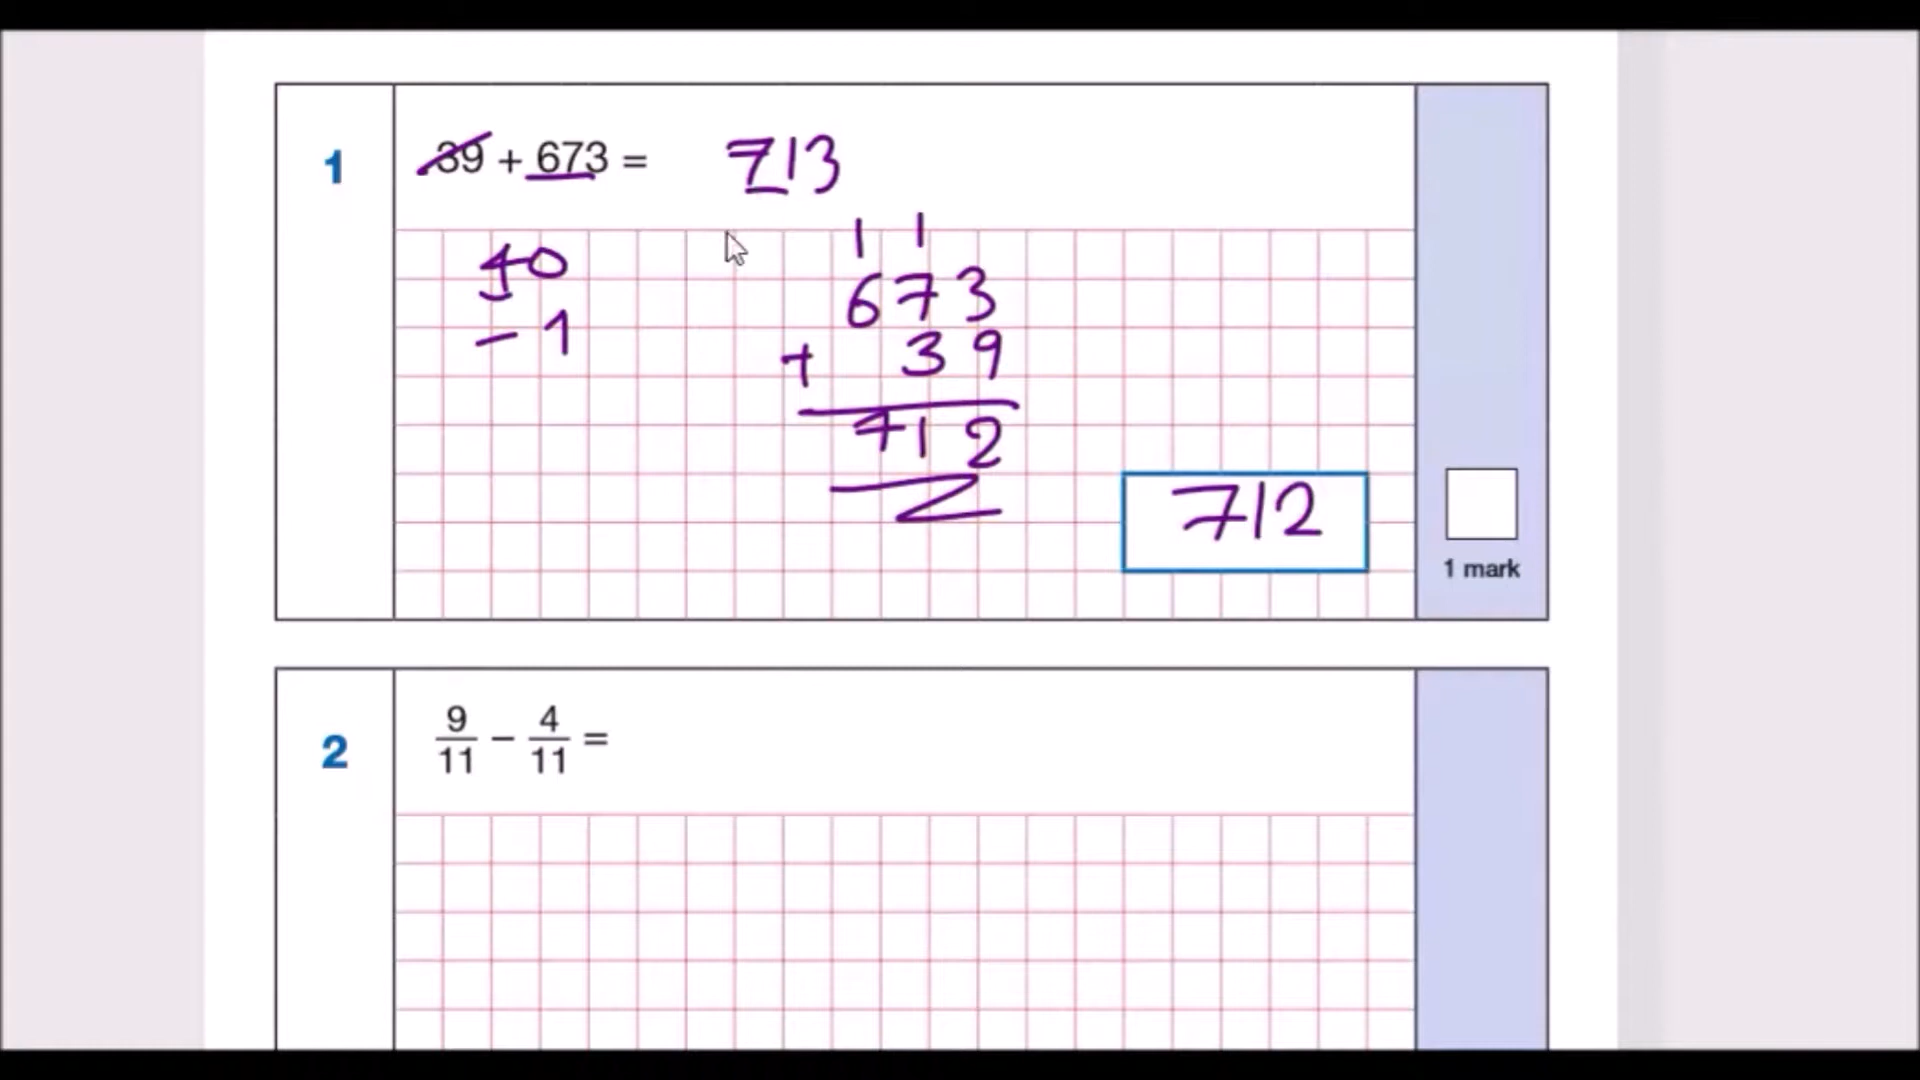 1 39 + 673 = 713
40
- 1
1 1
673
+ 39
712
712
1 mark
2 9/11 − 4/11 =